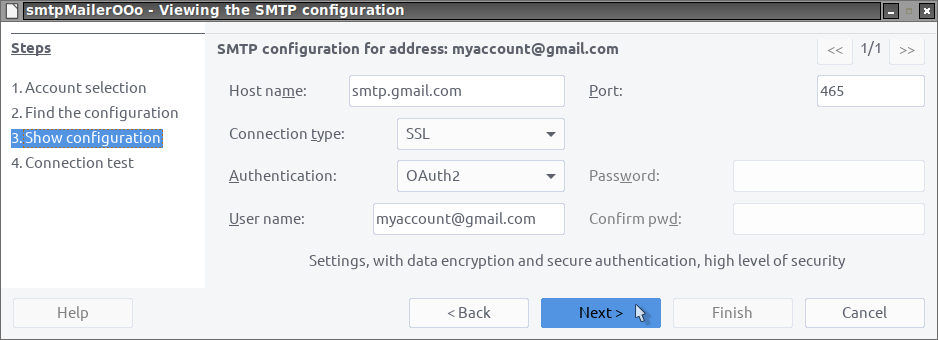 smtpMailerOOo - Viewing the SMTP configuration
Steps
1. Account selection
2. Find the configuration
3. Show configuration
4. Connection test
SMTP configuration for address: myaccount@gmail.com
<< 1/1 >>
Host name: smtp.gmail.com Port: 465
Connection type: SSL
Authentication: OAuth2 Password:
User name: myaccount@gmail.com Confirm pwd:
Settings, with data encryption and secure authentication, high level of security
Help < Back Next > Finish Cancel